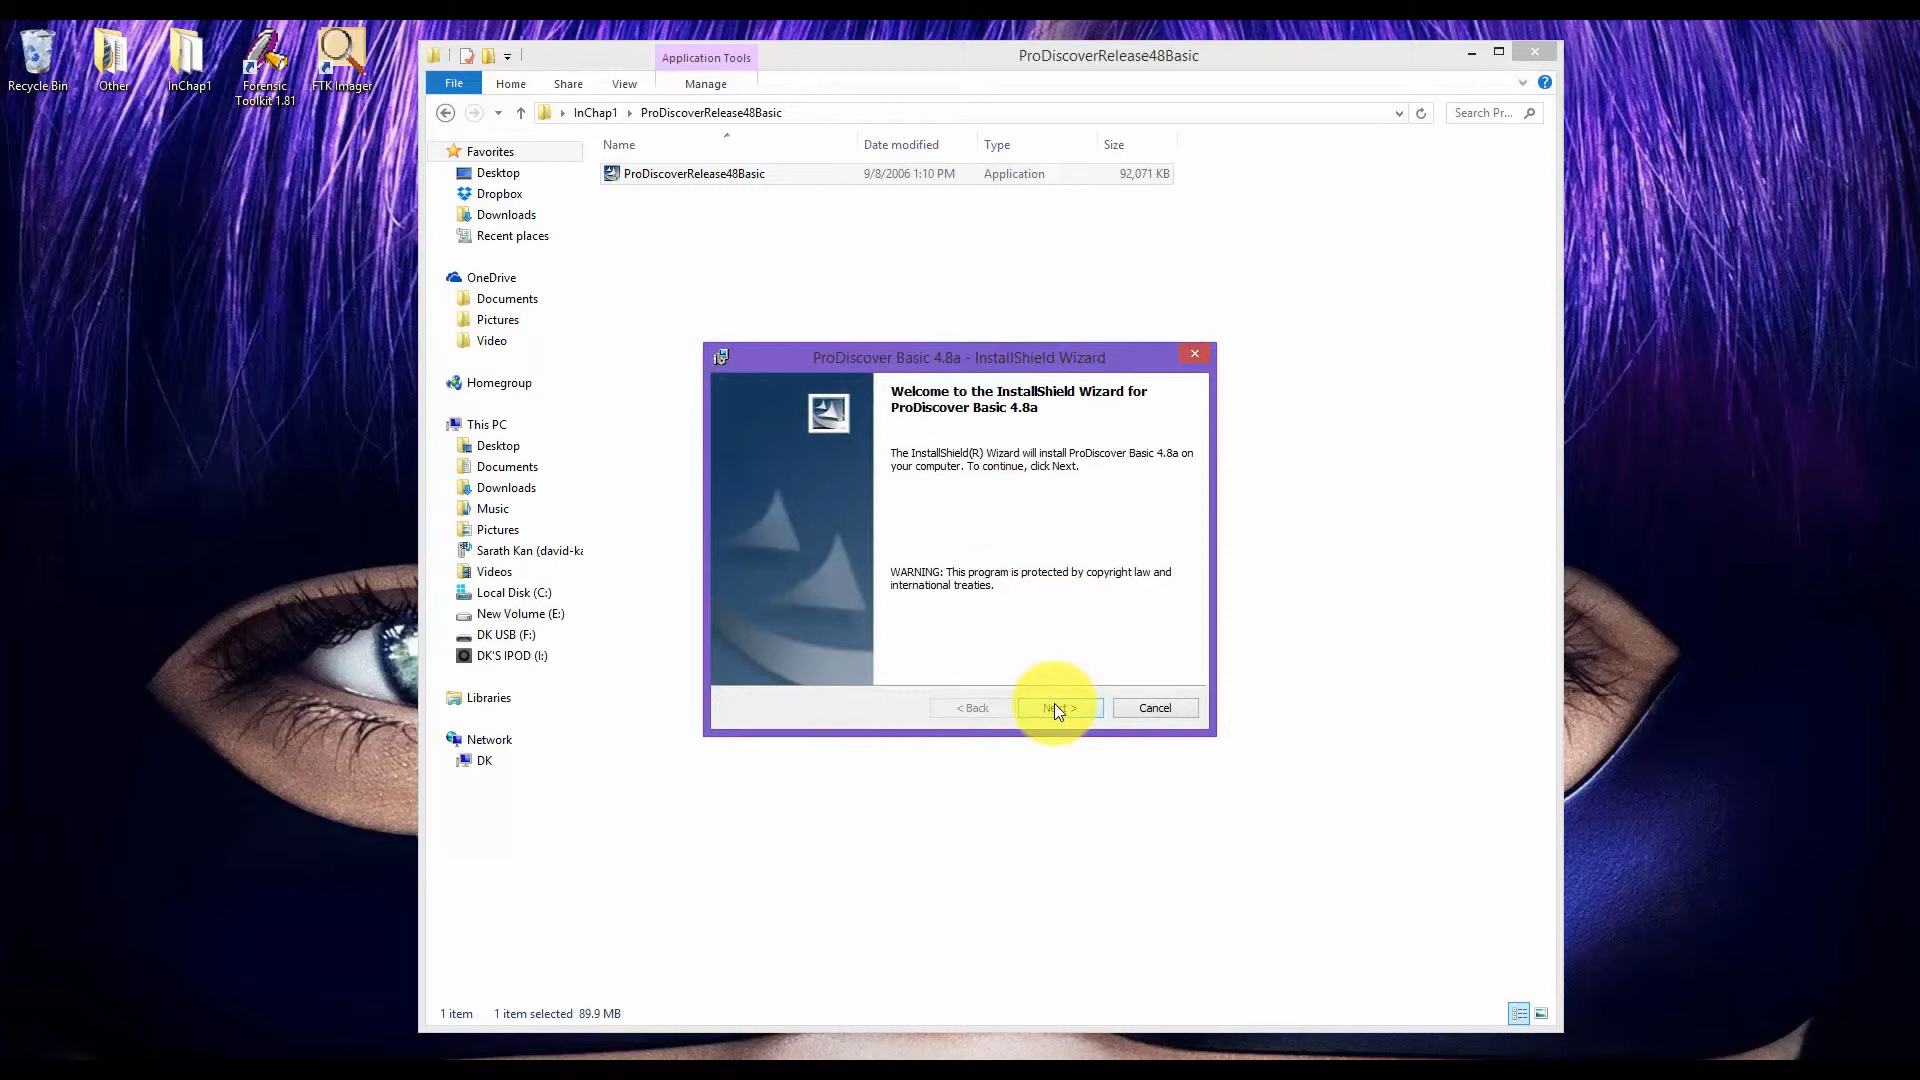 Recycle Bin
Other
InChap1
Forensic
Toolkit 1.81
FTK Imager
Application Tools
ProDiscoverRelease48Basic
File
Home
Share
View
Manage
InChap1
ProDiscoverRelease48Basic
Search Pr...
Name
Date modified
Type
Size
ProDiscoverRelease48Basic
9/8/2006 1:10 PM
Application
92,071 KB
Favorites
Desktop
Dropbox
Downloads
Recent places
OneDrive
Documents
Pictures
Video
Homegroup
This PC
Desktop
Documents
Downloads
Music
Pictures
Sarath Kan (david-ka
Videos
Local Disk (C:)
New Volume (E:)
DK USB (F:)
DK'S IPOD (I:)
Libraries
Network
DK
ProDiscover Basic 4.8a - InstallShield Wizard
Welcome to the InstallShield Wizard for
ProDiscover Basic 4.8a
The InstallShield(R) Wizard will install ProDiscover Basic 4.8a on
your computer. To continue, click Next.
WARNING: This program is protected by copyright law and
international treaties.
< Back
Next >
Cancel
1 item
1 item selected 89.9 MB